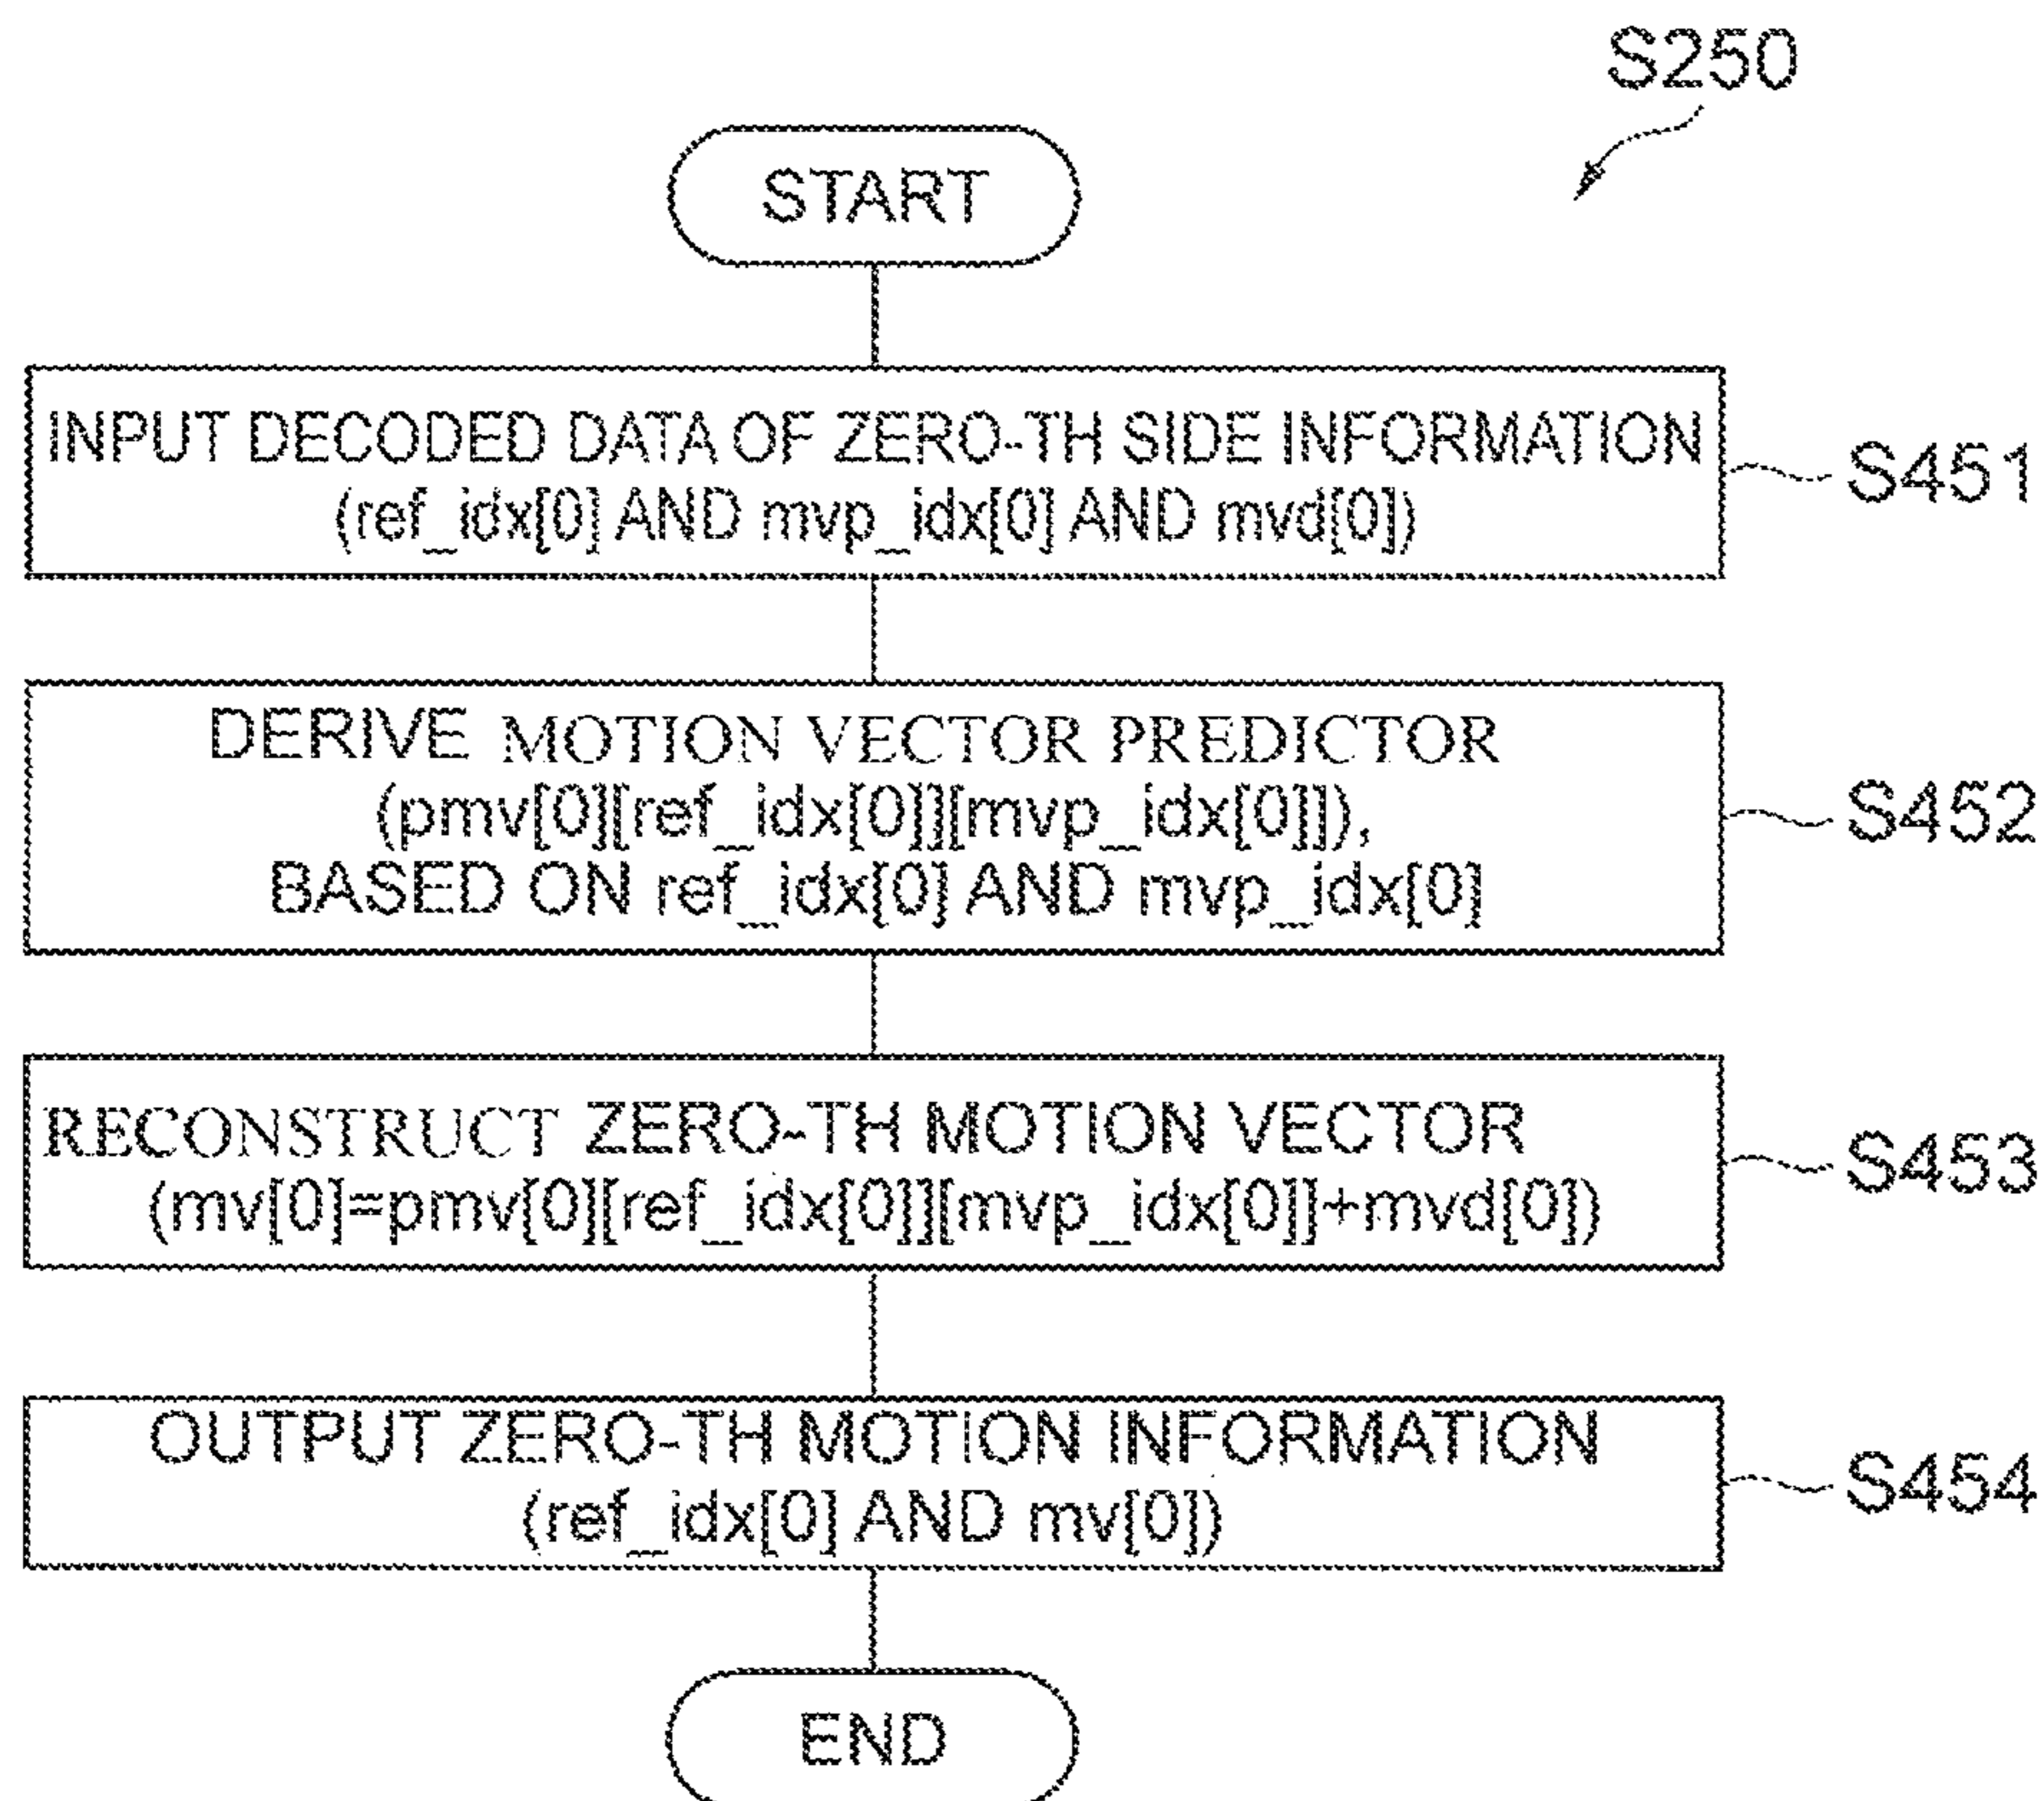 S250
START
INPUT DECODED DATA OF ZERO-TH SIDE INFORMATION
(ref_idx[0] AND mvp_idx[0] AND mvd[0])
S451
DERIVE MOTION VECTOR PREDICTOR
(pmv[0][ref_idx[0]][mvp_idx[0]]),
BASED ON ref_idx[0] AND mvp_idx[0]
S452
RECONSTRUCT ZERO-TH MOTION VECTOR
(mv[0]=pmv[0][ref_idx[0]][mvp_idx[0]]+mvd[0])
S453
OUTPUT ZERO-TH MOTION INFORMATION
(ref_idx[0] AND mv[0])
S454
END